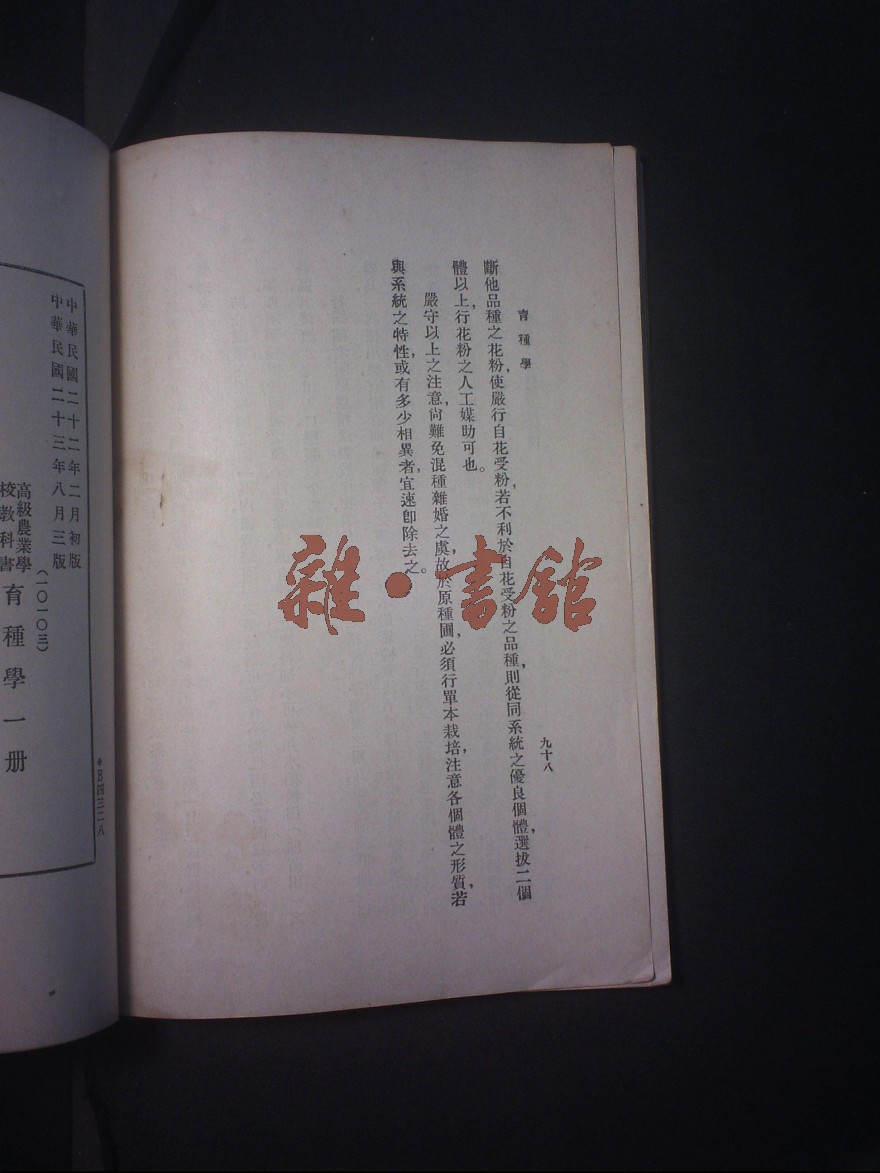 育種學
九十八
斷他品種之花粉，使嚴行自花受粉若不利於自花受粉之品種，則從同系統之優良個體，選拔二個
體以上，行花粉之人工媒助可也。
嚴守以上之注意，尙難免混種雜婚之虞，故於原種圃，必須行單本栽培，注意各個體之形質，若
與系統之特性，或有多少相異者，宜速卽除去之。
雜·書館
中華民國二十二年二月初版
中華民國二十三年八月三版
（一〇一〇三）
高級農業學
校教科書
育種學一册
＊B四三二八